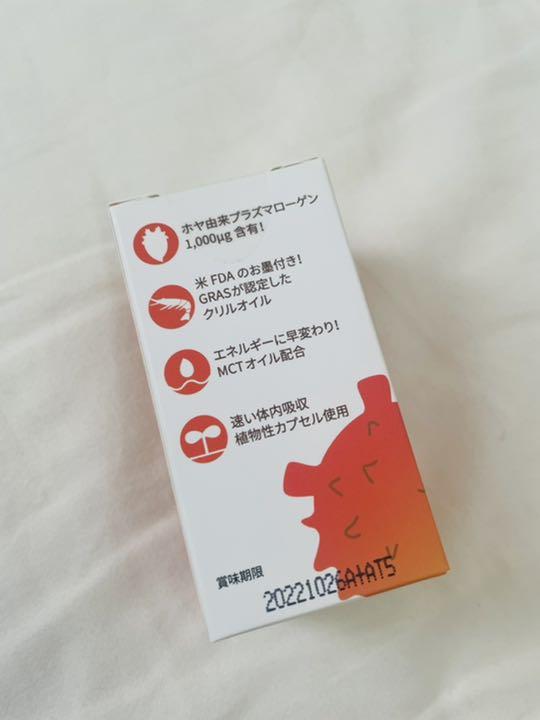 ホヤ由来プラズマローゲン
1,000μg 含有！
米 FDA のお墨付き！
GRASが認定した
クリルオイル
エネルギーに早変わり！
MCTオイル配合
速い体内吸収
植物性カプセル使用
賞味期限
20221026A+AT5